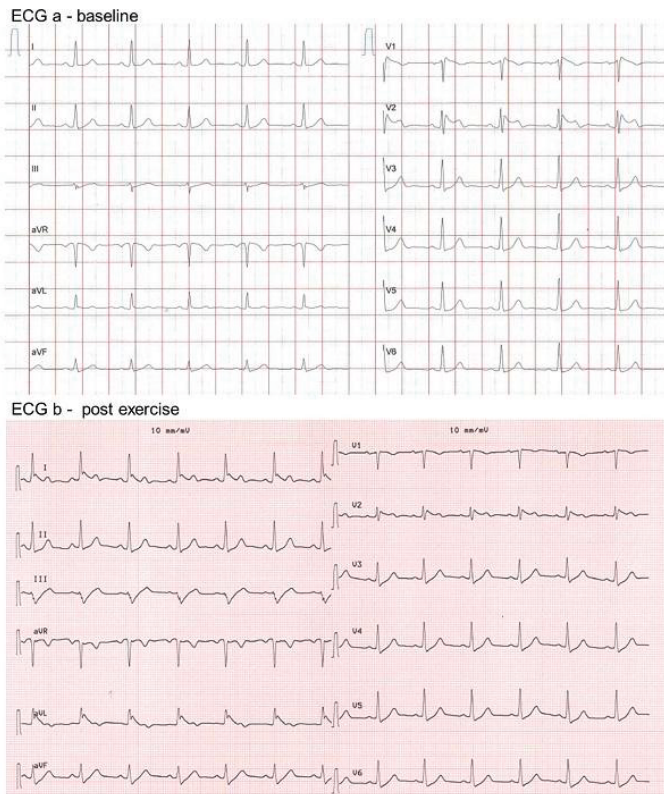 ECG a - baseline
I
V1
II
V2
III
V3
aVR
V4
aVL
V5
aVF
V6
ECG b - post exercise
10 mm/mV
10 mm/mV
I
V1
II
V2
III
V3
aVR
V4
aVL
V5
aVF
V6